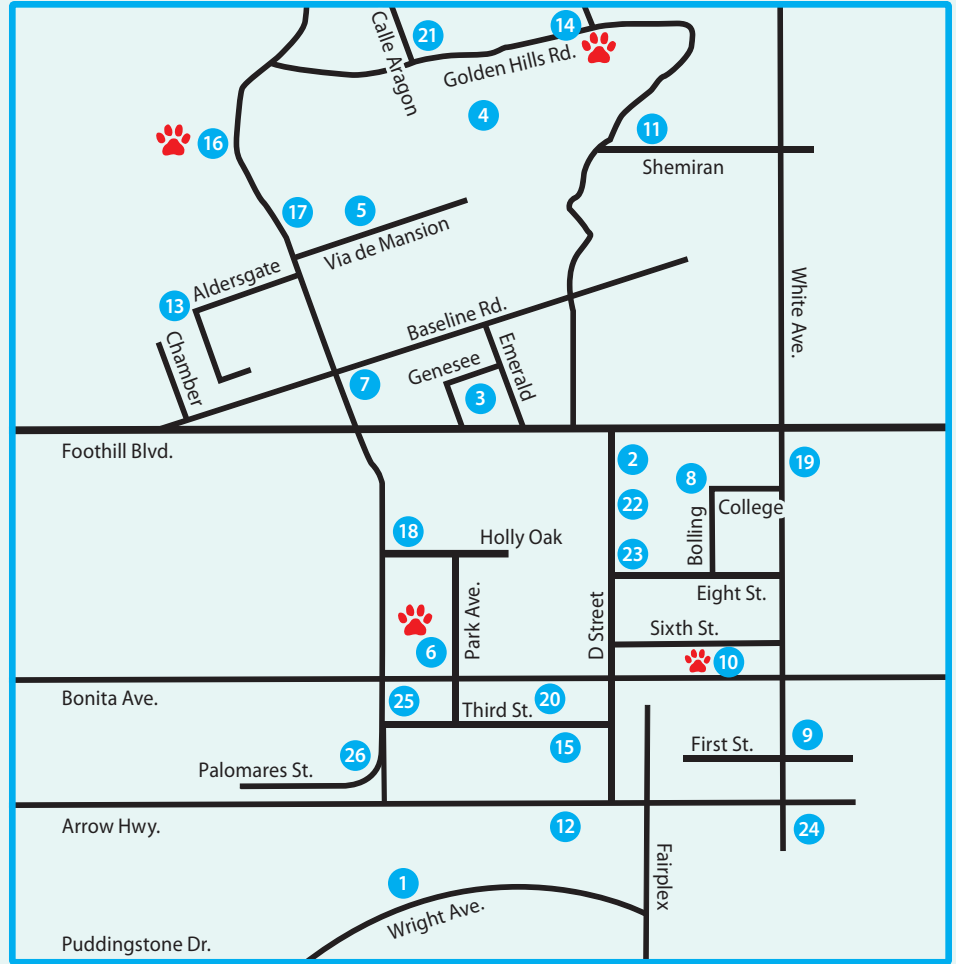 Calle Aragon
21
14
Golden Hills Rd.
4
11
16
Shemiran
17
5
Via de Mansion
Aldersgate
13
White Ave.
Baseline Rd.
Chamber
Genesee
Emerald
7
3
Foothill Blvd.
2
19
8
22
College
18
Holly Oak
Bolling
23
Eight St.
Park Ave.
D Street
Sixth St.
6
10
Bonita Ave.
25
20
Third St.
15
First St.
9
26
Palomares St.
Arrow Hwy.
12
24
Fairplex
1
Wright Ave.
Puddingstone Dr.